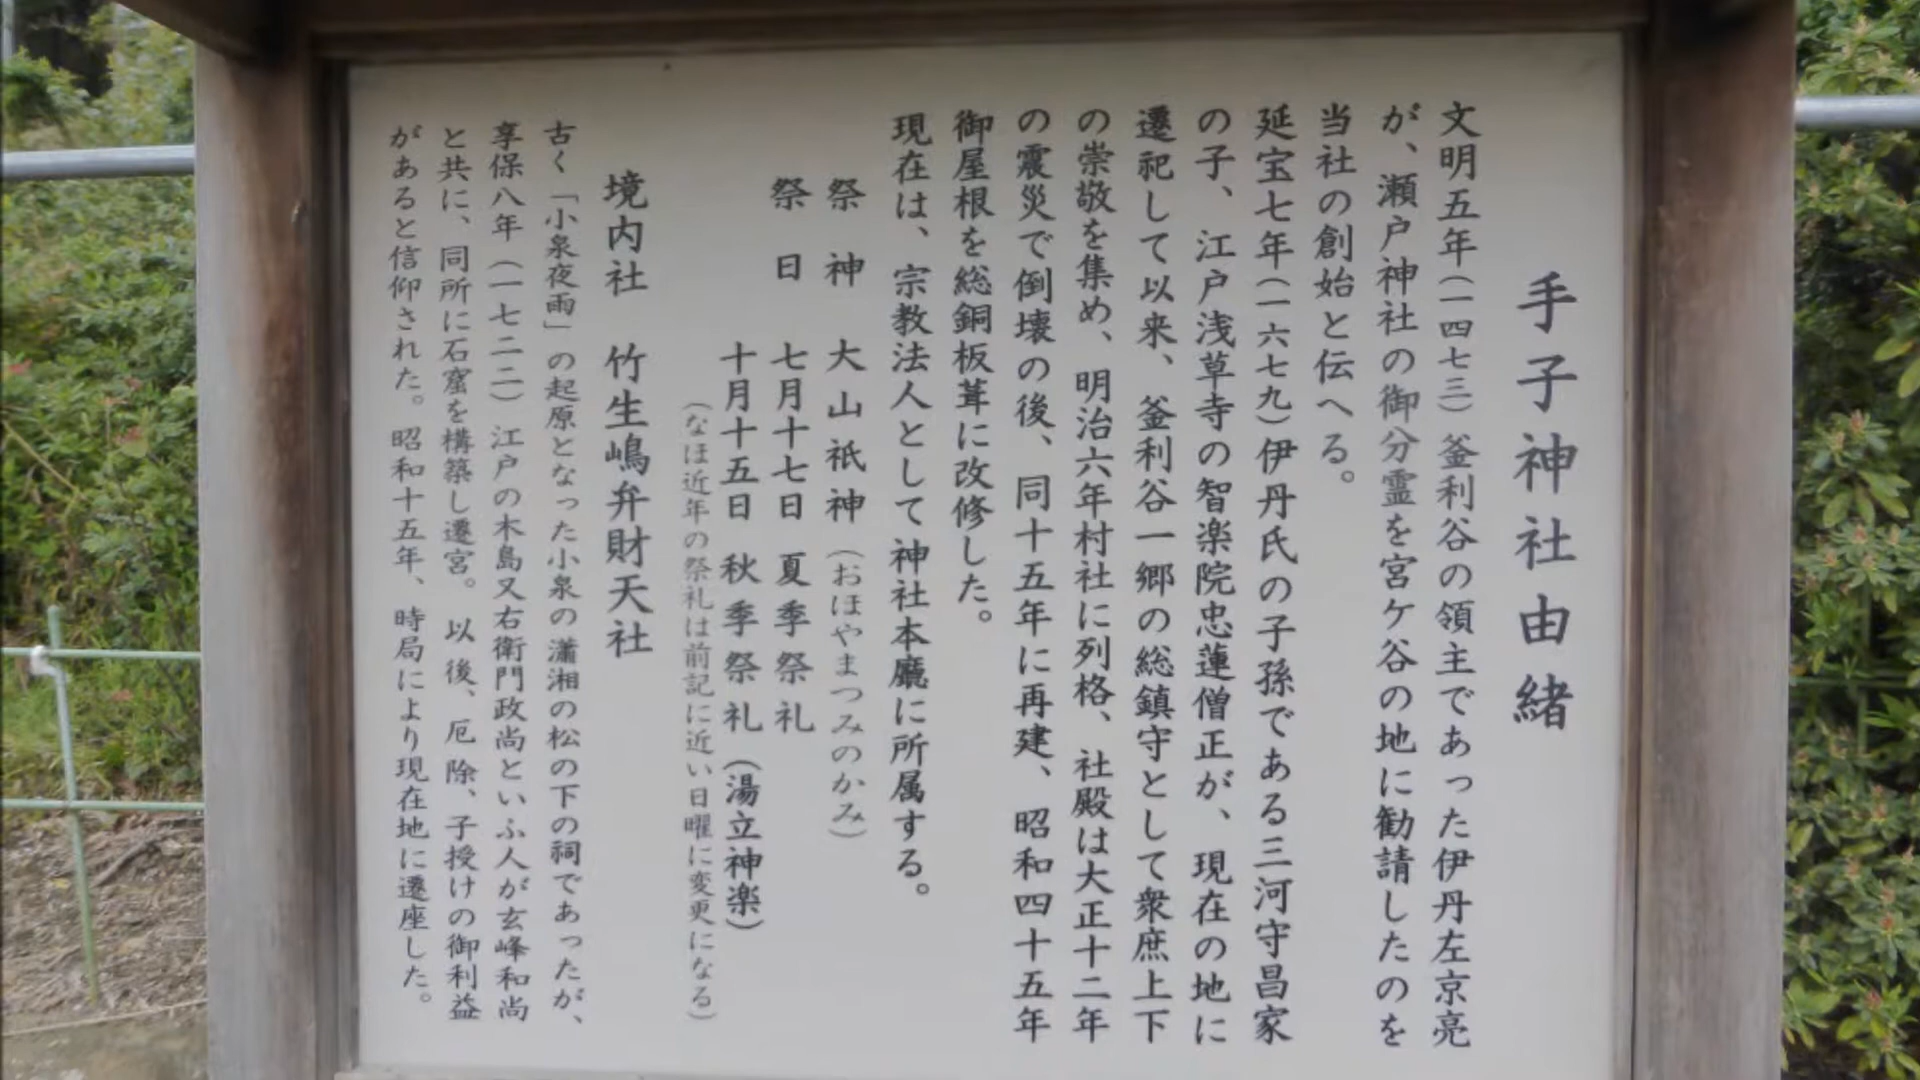 手子神社由緒
文明五年(一四七三)釜利谷の領主であった伊丹左京亮
が、瀬戸神社の御分霊を宮ケ谷の地に勧請したのを
当社の創始と伝へる。
延宝七年(一六七九)伊丹氏の子孫である三河守昌家
の子、江戸浅草寺の智楽院忠蓮僧正が、現在の地に
遷祀して以来、釜利谷一郷の総鎮守として衆庶上下
の崇敬を集め、明治六年村社に列格、社殿は大正十二年
の震災で倒壊の後、同十五年に再建、昭和四十五年
御屋根を総銅板葺に改修した。
現在は、宗教法人として神社本廳に所属する。
祭神 大山祇神(おほやまつみのかみ)
祭日 七月十七日 夏季祭礼
十月十五日 秋季祭礼(湯立神楽)
(なほ近年の祭礼は前記に近い日曜に変更になる)
境内社 竹生嶋弁財天社
古く「小泉夜雨」の起原となった小泉の瀟湘の松の下の祠であったが、
享保八年(一七二二)江戸の木島又右衛門政尚といふ人が玄峰和尚
と共に、同所に石窟を構築し遷宮。以後、厄除、子授けの御利益
があると信仰された。昭和十五年、時局により現在地に遷座した。